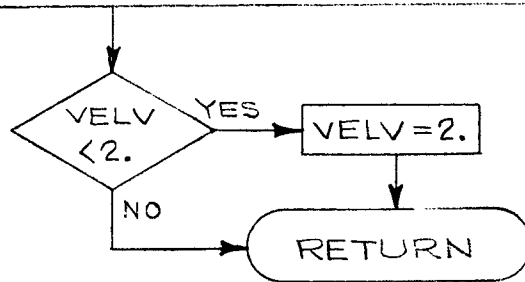 VELV
<2.
YES
VELV=2.
NO
RETURN